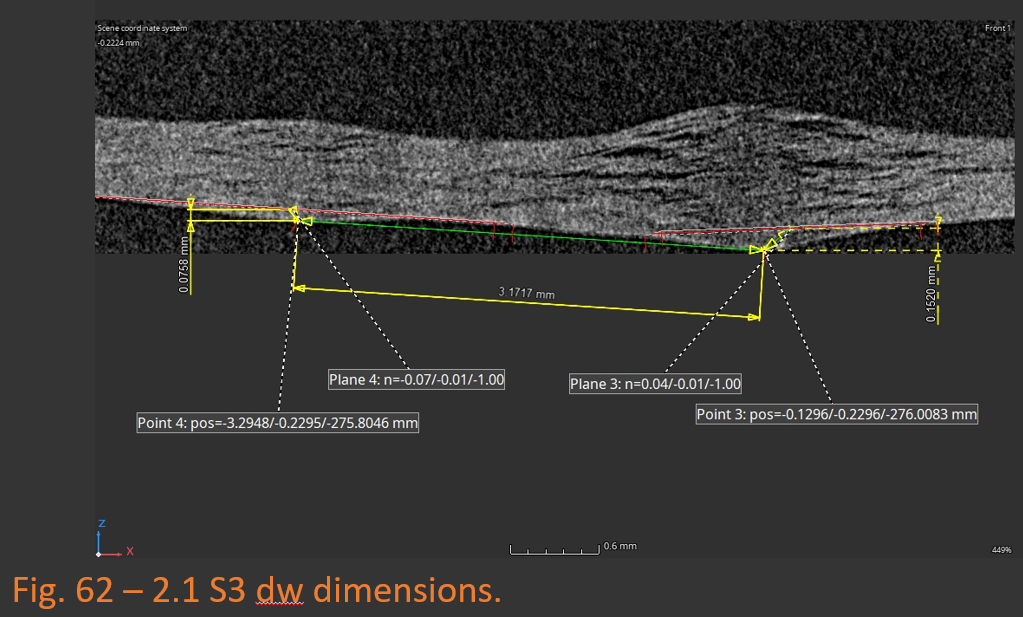 Scene coordinate system
Front 1
-0.2224 mm
0.0758 mm
3.1717 mm
0.1520 mm
Plane 4: n=-0.07/-0.01/-1.00
Plane 3: n=0.04/-0.01/-1.00
Point 4: pos=-3.2948/-0.2295/-275.8046 mm
Point 3: pos=-0.1296/-0.2296/-276.0083 mm
Z
X
0.6 mm
449%
Fig. 62 – 2.1 S3 dw dimensions.